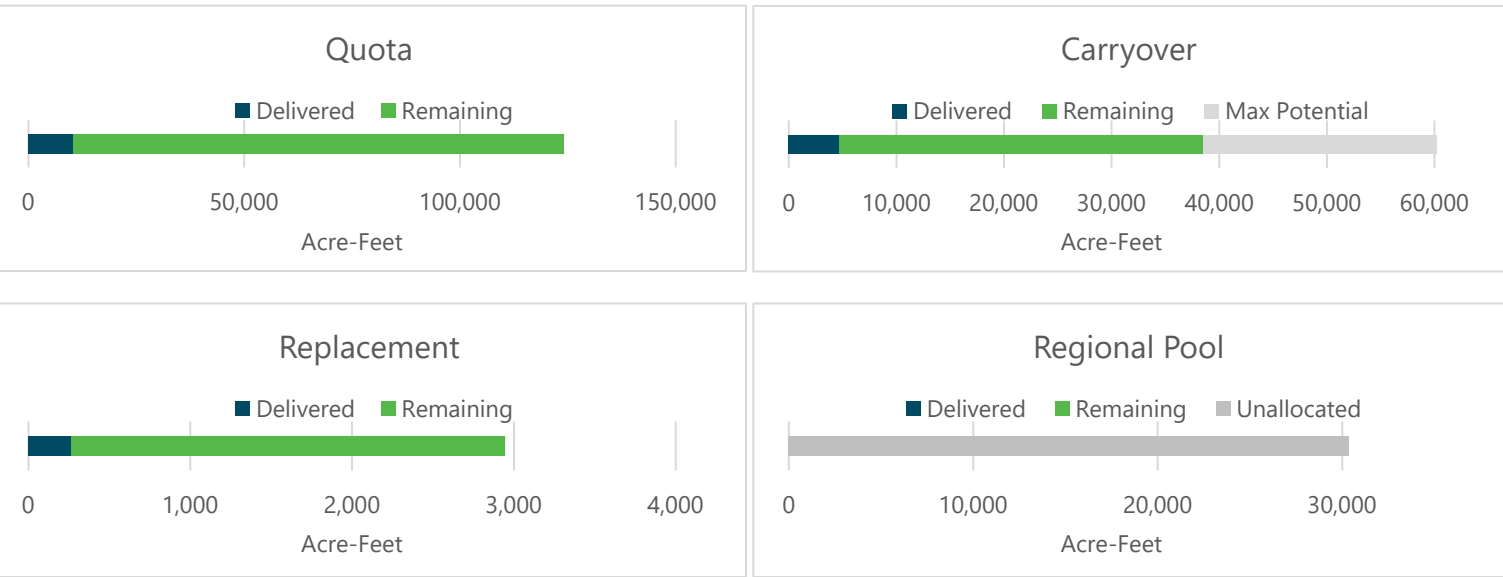 Quota
Delivered Remaining
0 50,000 100,000 150,000
Acre-Feet
Carryover
Delivered Remaining Max Potential
0 10,000 20,000 30,000 40,000 50,000 60,000
Acre-Feet
Replacement
Delivered Remaining
0 1,000 2,000 3,000 4,000
Acre-Feet
Regional Pool
Delivered Remaining Unallocated
0 10,000 20,000 30,000
Acre-Feet